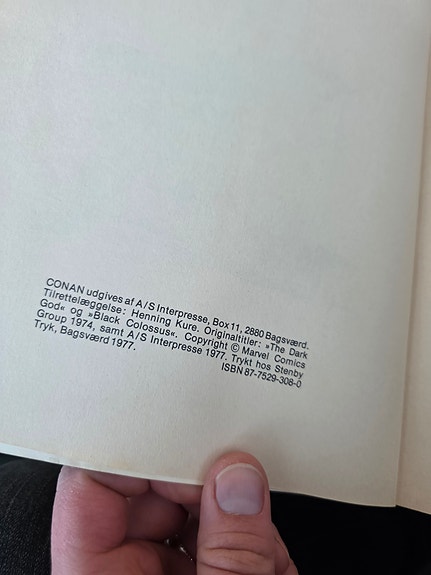 CONAN udgives af A/S Interpresse, Box 11, 2880 Bagsværd.
Tilrettelæggelse: Henning Kure. Originaltitler: »The Dark
God« og »Black Colossus«. Copyright © Marvel Comics
Group 1974, samt A/S Interpresse 1977. Trykt hos Stenby
Tryk, Bagsværd 1977.
ISBN 87-7529-308-0